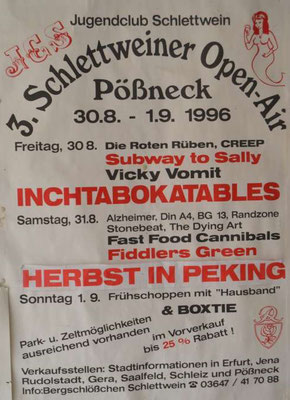 Jugendclub Schlettwein
JES
3. Schlettweiner Open-Air
Pößneck
30.8. - 1.9. 1996
Freitag, 30 8. Die Roten Rüben, CREEP
Subway to Sally
Vicky Vomit
INCHTABOKATABLES
Samstag, 31.8. Alzheimer, Din A4, BG 13, Randzone
Stonebeat, The Dying Art
Fast Food Cannibals
Fiddlers Green
HERBST IN PEKING
Sonntag 1. 9. Frühschoppen mit "Hausband"
& BOXTIE
Park- u. Zeltmöglichkeiten
ausreichend vorhanden
im Vorverkauf
bis 25 % Rabatt !
Verkaufsstellen: Stadtinformationen in Erfurt, Jena
Rudolstadt, Gera, Saalfeld, Schleiz und Pößneck
Info:Bergschlößchen Schlettwein ☎ 03647 / 41 70 88